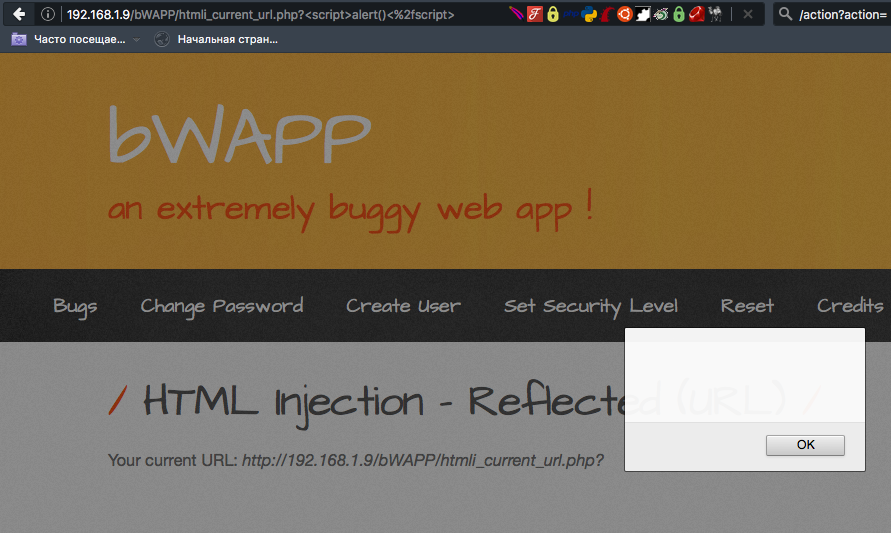 192.168.1.9/bWAPP/htmli_current_url.php?<script>alert()<%2fscript>
/action?action=
Часто посещае...
Начальная стран...
bWAPP
an extremely buggy web app !
Bugs Change Password Create User Set Security Level Reset Credits
/ HTML Injection - Reflected (URL) /
OK
Your current URL: http://192.168.1.9/bWAPP/htmli_current_url.php?